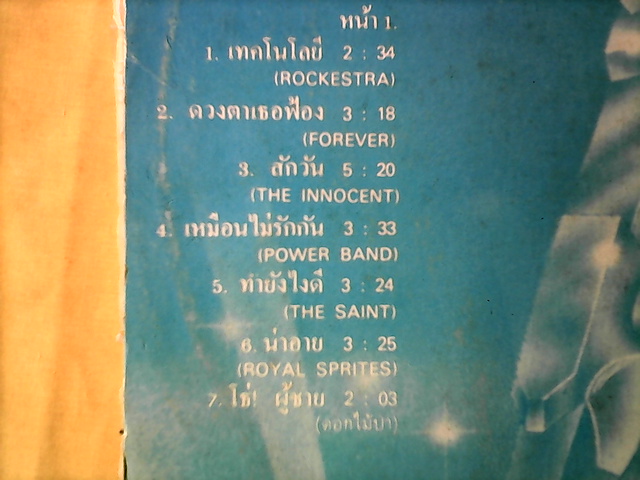 หน้า 1.
1. เทคโนโลยี 2 : 34
(ROCKESTRA)
2. ดวงตาเธอฟ้อง 3 : 18
(FOREVER)
3. สักวัน 5 : 20
(THE INNOCENT)
4. เหมือนไม่รักกัน 3 : 33
(POWER BAND)
5. ทำยังไงดี 3 : 24
(THE SAINT)
6. น่าอาย 3 : 25
(ROYAL SPRITES)
7. โธ่! ผู้ชาย 2 : 03
(ดอกไม้ป่า)